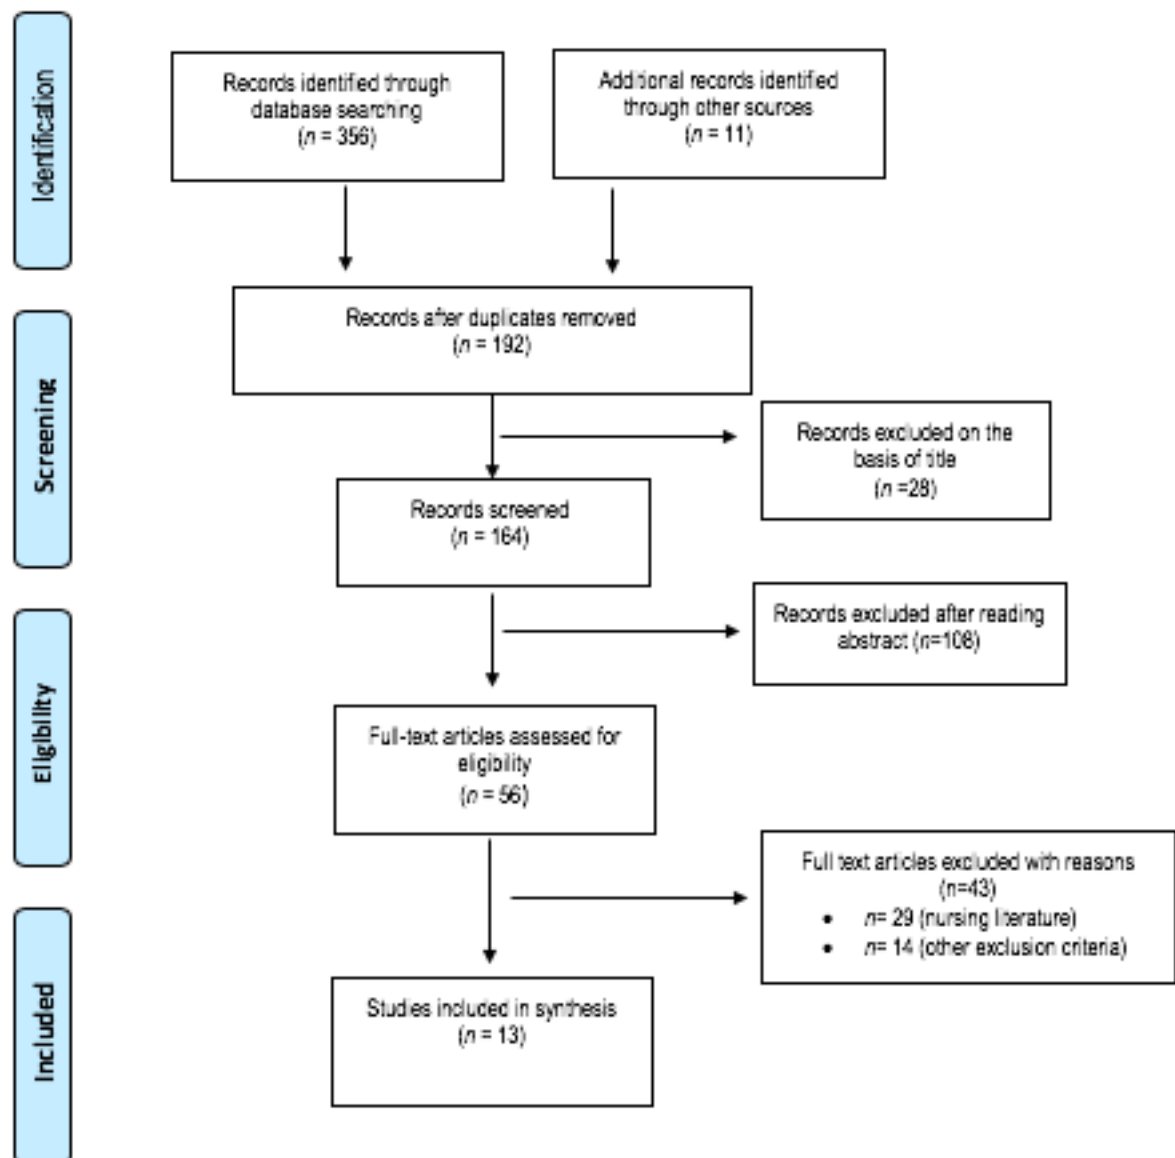 Identification
Records identified through
database searching
(n = 356)
Additional records identified
through other sources
(n = 11)
Records after duplicates removed
(n = 192)
Screening
Records excluded on the
basis of title
(n =28)
Records screened
(n = 164)
Records excluded after reading
abstract (n=108)
Eligibility
Full-text articles assessed for
eligibility
(n = 56)
Full text articles excluded with reasons
(n=43)
• n= 29 (nursing literature)
• n= 14 (other exclusion criteria)
Included
Studies included in synthesis
(n = 13)